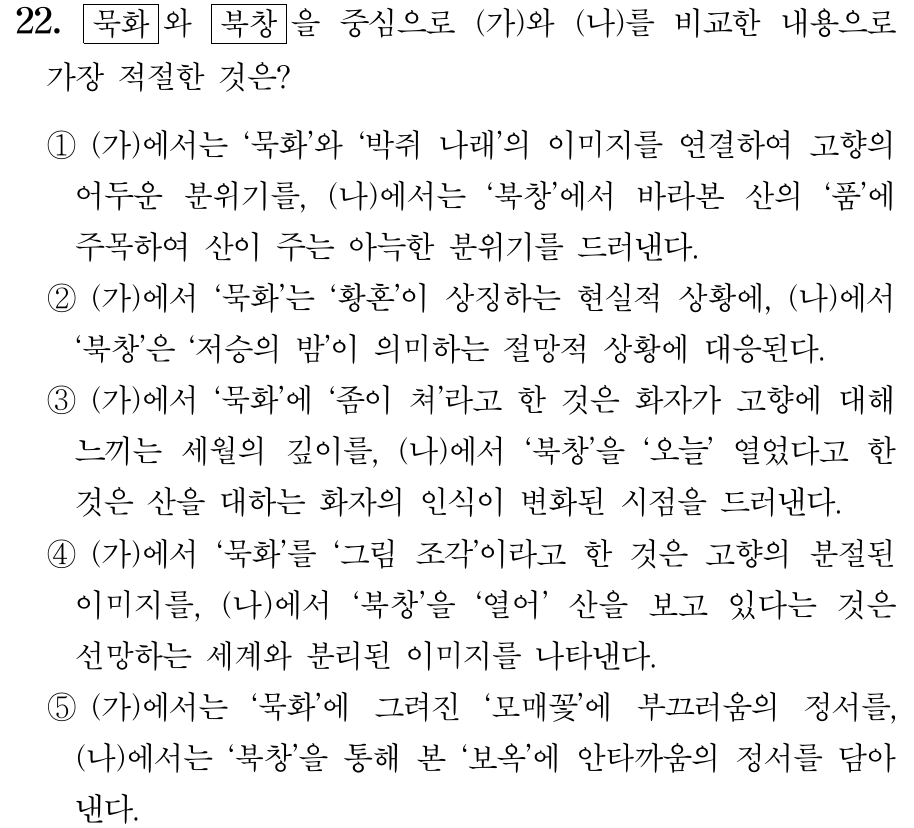 22. 묵화 와 북창 을 중심으로 (가)와 (나)를 비교한 내용으로
가장 적절한 것은?
① (가)에서는 ‘묵화’와 ‘박쥐 나래’의 이미지를 연결하여 고향의
어두운 분위기를, (나)에서는 ‘북창’에서 바라본 산의 ‘품’에
주목하여 산이 주는 아늑한 분위기를 드러낸다.
② (가)에서 ‘묵화’는 ‘황혼’이 상징하는 현실적 상황에, (나)에서
‘북창’은 ‘저승의 밤’이 의미하는 절망적 상황에 대응된다.
③ (가)에서 ‘묵화’에 ‘좀이 쳐’라고 한 것은 화자가 고향에 대해
느끼는 세월의 깊이를, (나)에서 ‘북창’을 ‘오늘’ 열었다고 한
것은 산을 대하는 화자의 인식이 변화된 시점을 드러낸다.
④ (가)에서 ‘묵화’를 ‘그림 조각’이라고 한 것은 고향의 분절된
이미지를, (나)에서 ‘북창’을 ‘열어’ 산을 보고 있다는 것은
선망하는 세계와 분리된 이미지를 나타낸다.
⑤ (가)에서는 ‘묵화’에 그려진 ‘모매꽃’에 부끄러움의 정서를,
(나)에서는 ‘북창’을 통해 본 ‘보옥’에 안타까움의 정서를 담아
낸다.